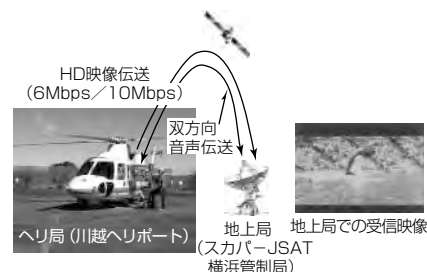 HD映像伝送
(6Mbps/10Mbps)
双方向
音声伝送
ヘリ局(川越ヘリポート)
地上局
(スカパーJSAT
横浜管制局)
地上局での受信映像